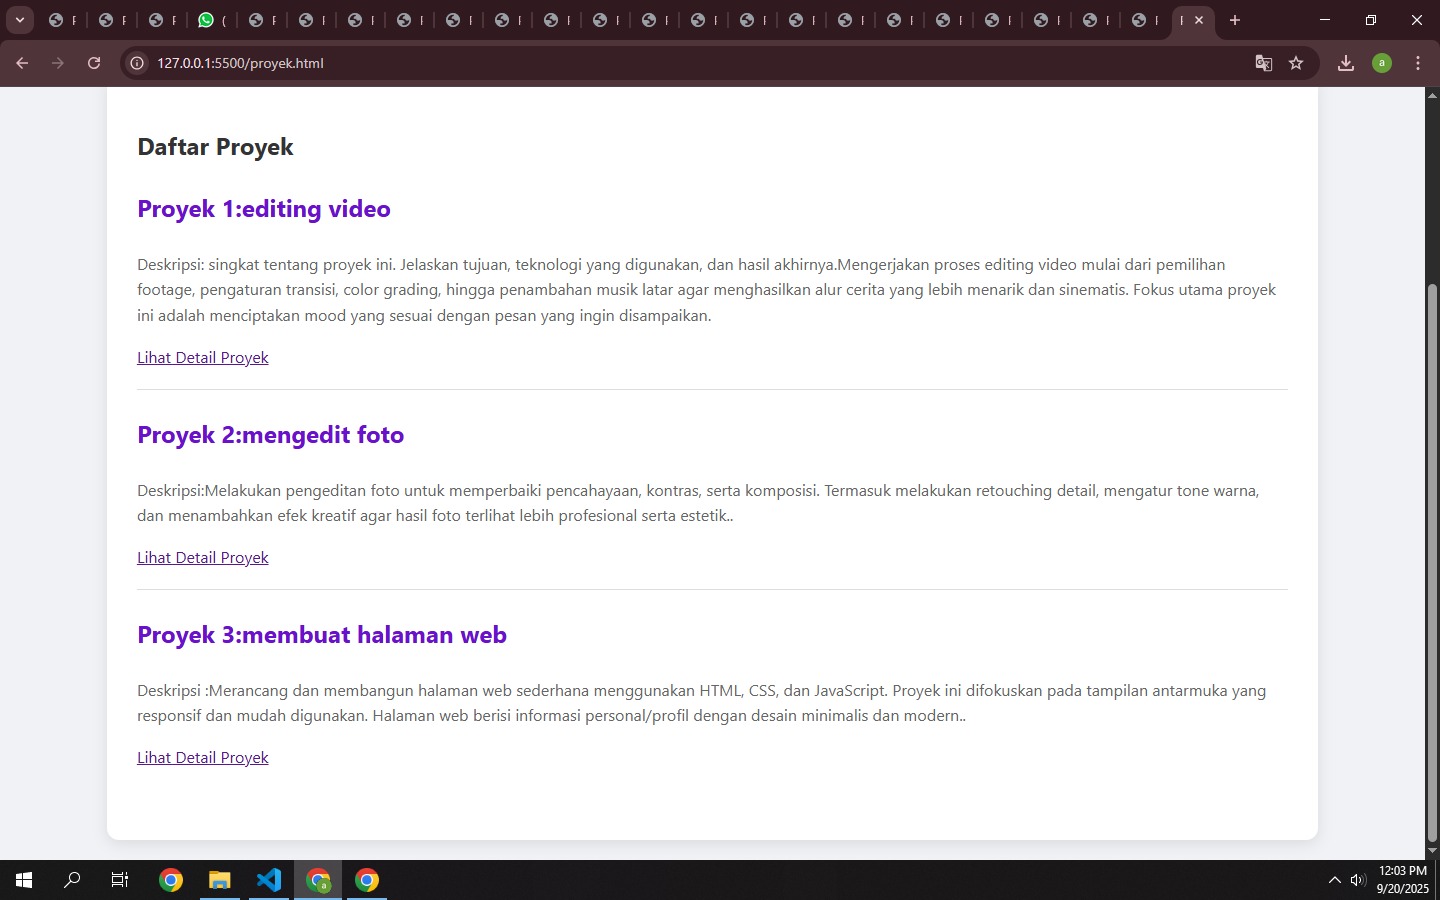 127.0.0.1:5500/proyek.html
a
Daftar Proyek
Proyek 1:editing video
Deskripsi: singkat tentang proyek ini. Jelaskan tujuan, teknologi yang digunakan, dan hasil akhirnya.Mengerjakan proses editing video mulai dari pemilihan
footage, pengaturan transisi, color grading, hingga penambahan musik latar agar menghasilkan alur cerita yang lebih menarik dan sinematis. Fokus utama proyek
ini adalah menciptakan mood yang sesuai dengan pesan yang ingin disampaikan.
Lihat Detail Proyek
Proyek 2:mengedit foto
Deskripsi:Melakukan pengeditan foto untuk memperbaiki pencahayaan, kontras, serta komposisi. Termasuk melakukan retouching detail, mengatur tone warna,
dan menambahkan efek kreatif agar hasil foto terlihat lebih profesional serta estetik..
Lihat Detail Proyek
Proyek 3:membuat halaman web
Deskripsi :Merancang dan membangun halaman web sederhana menggunakan HTML, CSS, dan JavaScript. Proyek ini difokuskan pada tampilan antarmuka yang
responsif dan mudah digunakan. Halaman web berisi informasi personal/profil dengan desain minimalis dan modern..
Lihat Detail Proyek
12:03 PM
9/20/2025